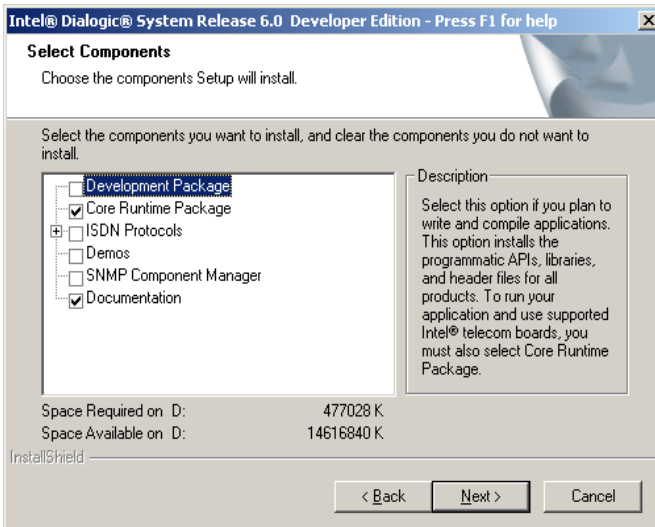 Intel® Dialogic® System Release 6.0 Developer Edition - Press F1 for help
Select Components
Choose the components Setup will install.
Select the components you want to install, and clear the components you do not want to
install.
Development Package
Core Runtime Package
ISDN Protocols
Demos
SNMP Component Manager
Documentation
Description
Select this option if you plan to
write and compile applications.
This option installs the
programmatic APIs, libraries,
and header files for all
products. To run your
application and use supported
Intel® telecom boards, you
must also select Core Runtime
Package.
Space Required on D: 477028 K
Space Available on D: 14616840 K
InstallShield
< Back Next > Cancel